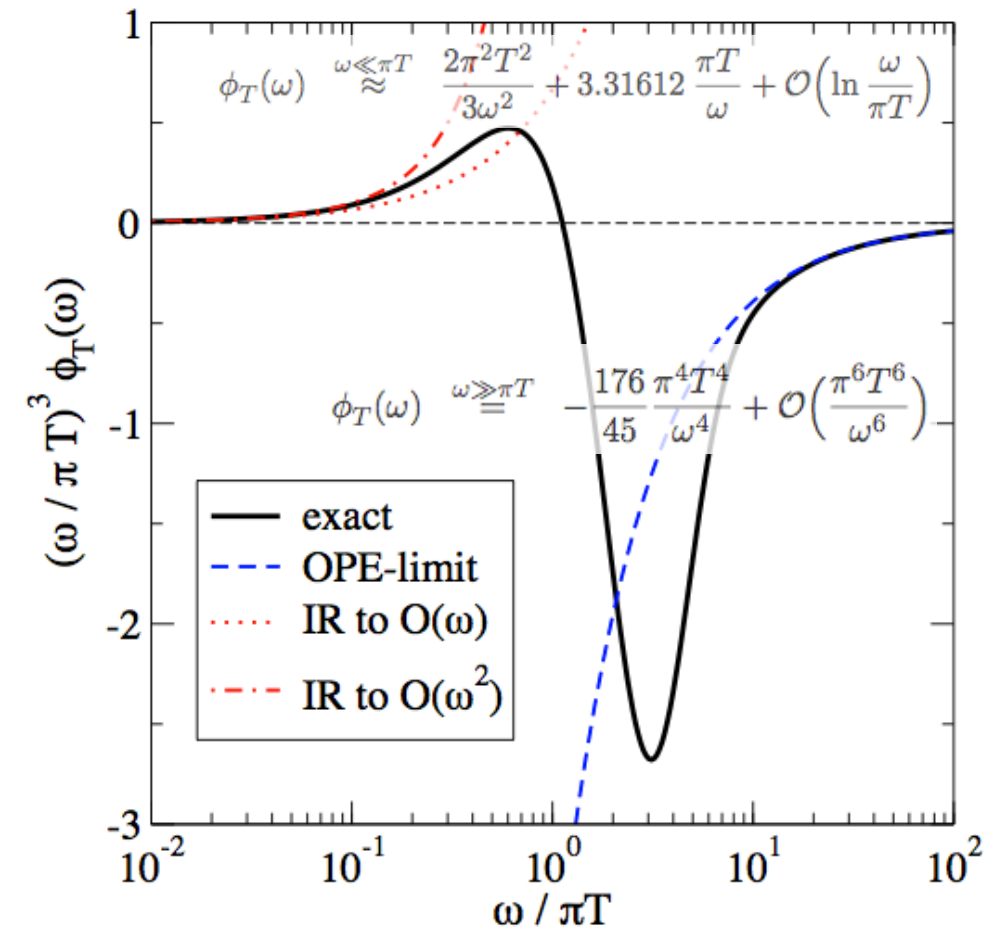 1
ϕ_T(ω) ≈^{ω≪πT} 2π²T²/3ω² + 3.31612 πT/ω + 𝒪(ln ω/πT)
0
(ω / π T)³ ϕ_T(ω)
ϕ_T(ω) =^{ω≫πT} − 176/45 π⁴T⁴/ω⁴ + 𝒪(π⁶T⁶/ω⁶)
-1
exact
OPE-limit
-2
IR to O(ω)
IR to O(ω²)
-3
10⁻² 10⁻¹ 10⁰ 10¹ 10²
ω / πT